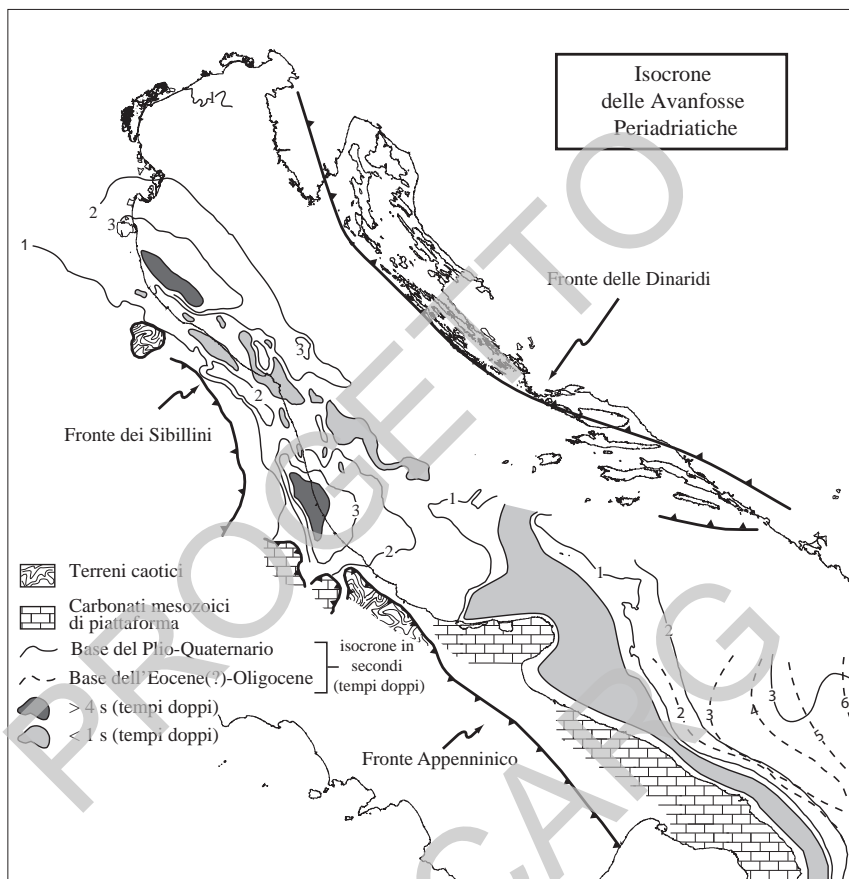 Isocrone
delle Avanfosse
Periadriatiche
1
2
3
1
Fronte delle Dinaridi
3
2
Fronte dei Sibillini
3
2
1
1
2
2
3
4
3
5
6
Terreni caotici
Carbonati mesozoici
di piattaforma
Base del Plio-Quaternario
Base dell'Eocene(?)-Oligocene
isocrone in
secondi
(tempi doppi)
> 4 s (tempi doppi)
< 1 s (tempi doppi)
Fronte Appenninico
PROGETTO
CARG